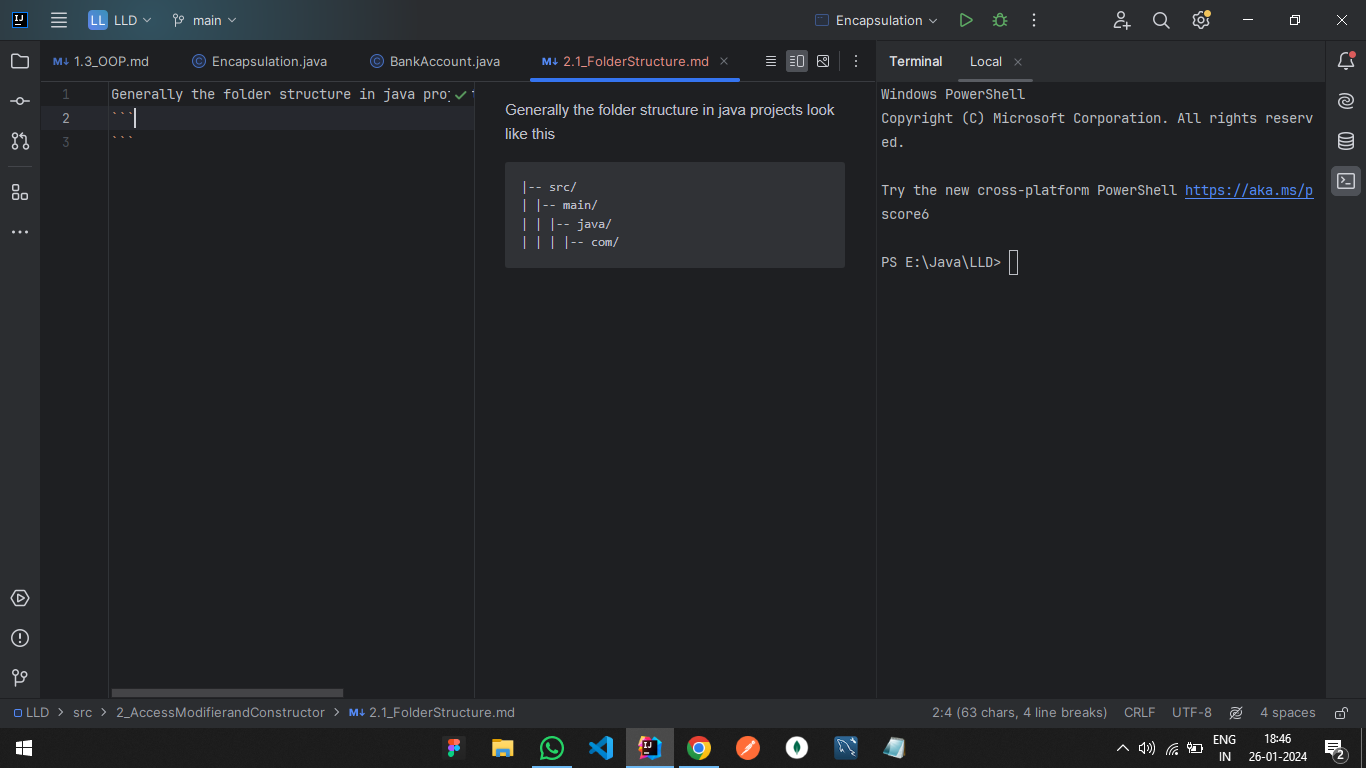 LL LLD main Encapsulation
1.3_OOP.md Encapsulation.java BankAccount.java 2.1_FolderStructure.md Terminal Local
1 Generally the folder structure in java proj
2 ```
3 ```
Generally the folder structure in java projects look
like this
|-- src/
| |-- main/
| | |-- java/
| | | |-- com/
Windows PowerShell
Copyright (C) Microsoft Corporation. All rights reserv
ed.
Try the new cross-platform PowerShell https://aka.ms/p
score6
PS E:\Java\LLD>
LLD > src > 2_AccessModifierandConstructor > 2.1_FolderStructure.md 2:4 (63 chars, 4 line breaks) CRLF UTF-8 4 spaces
ENG
IN
18:46
26-01-2024
2